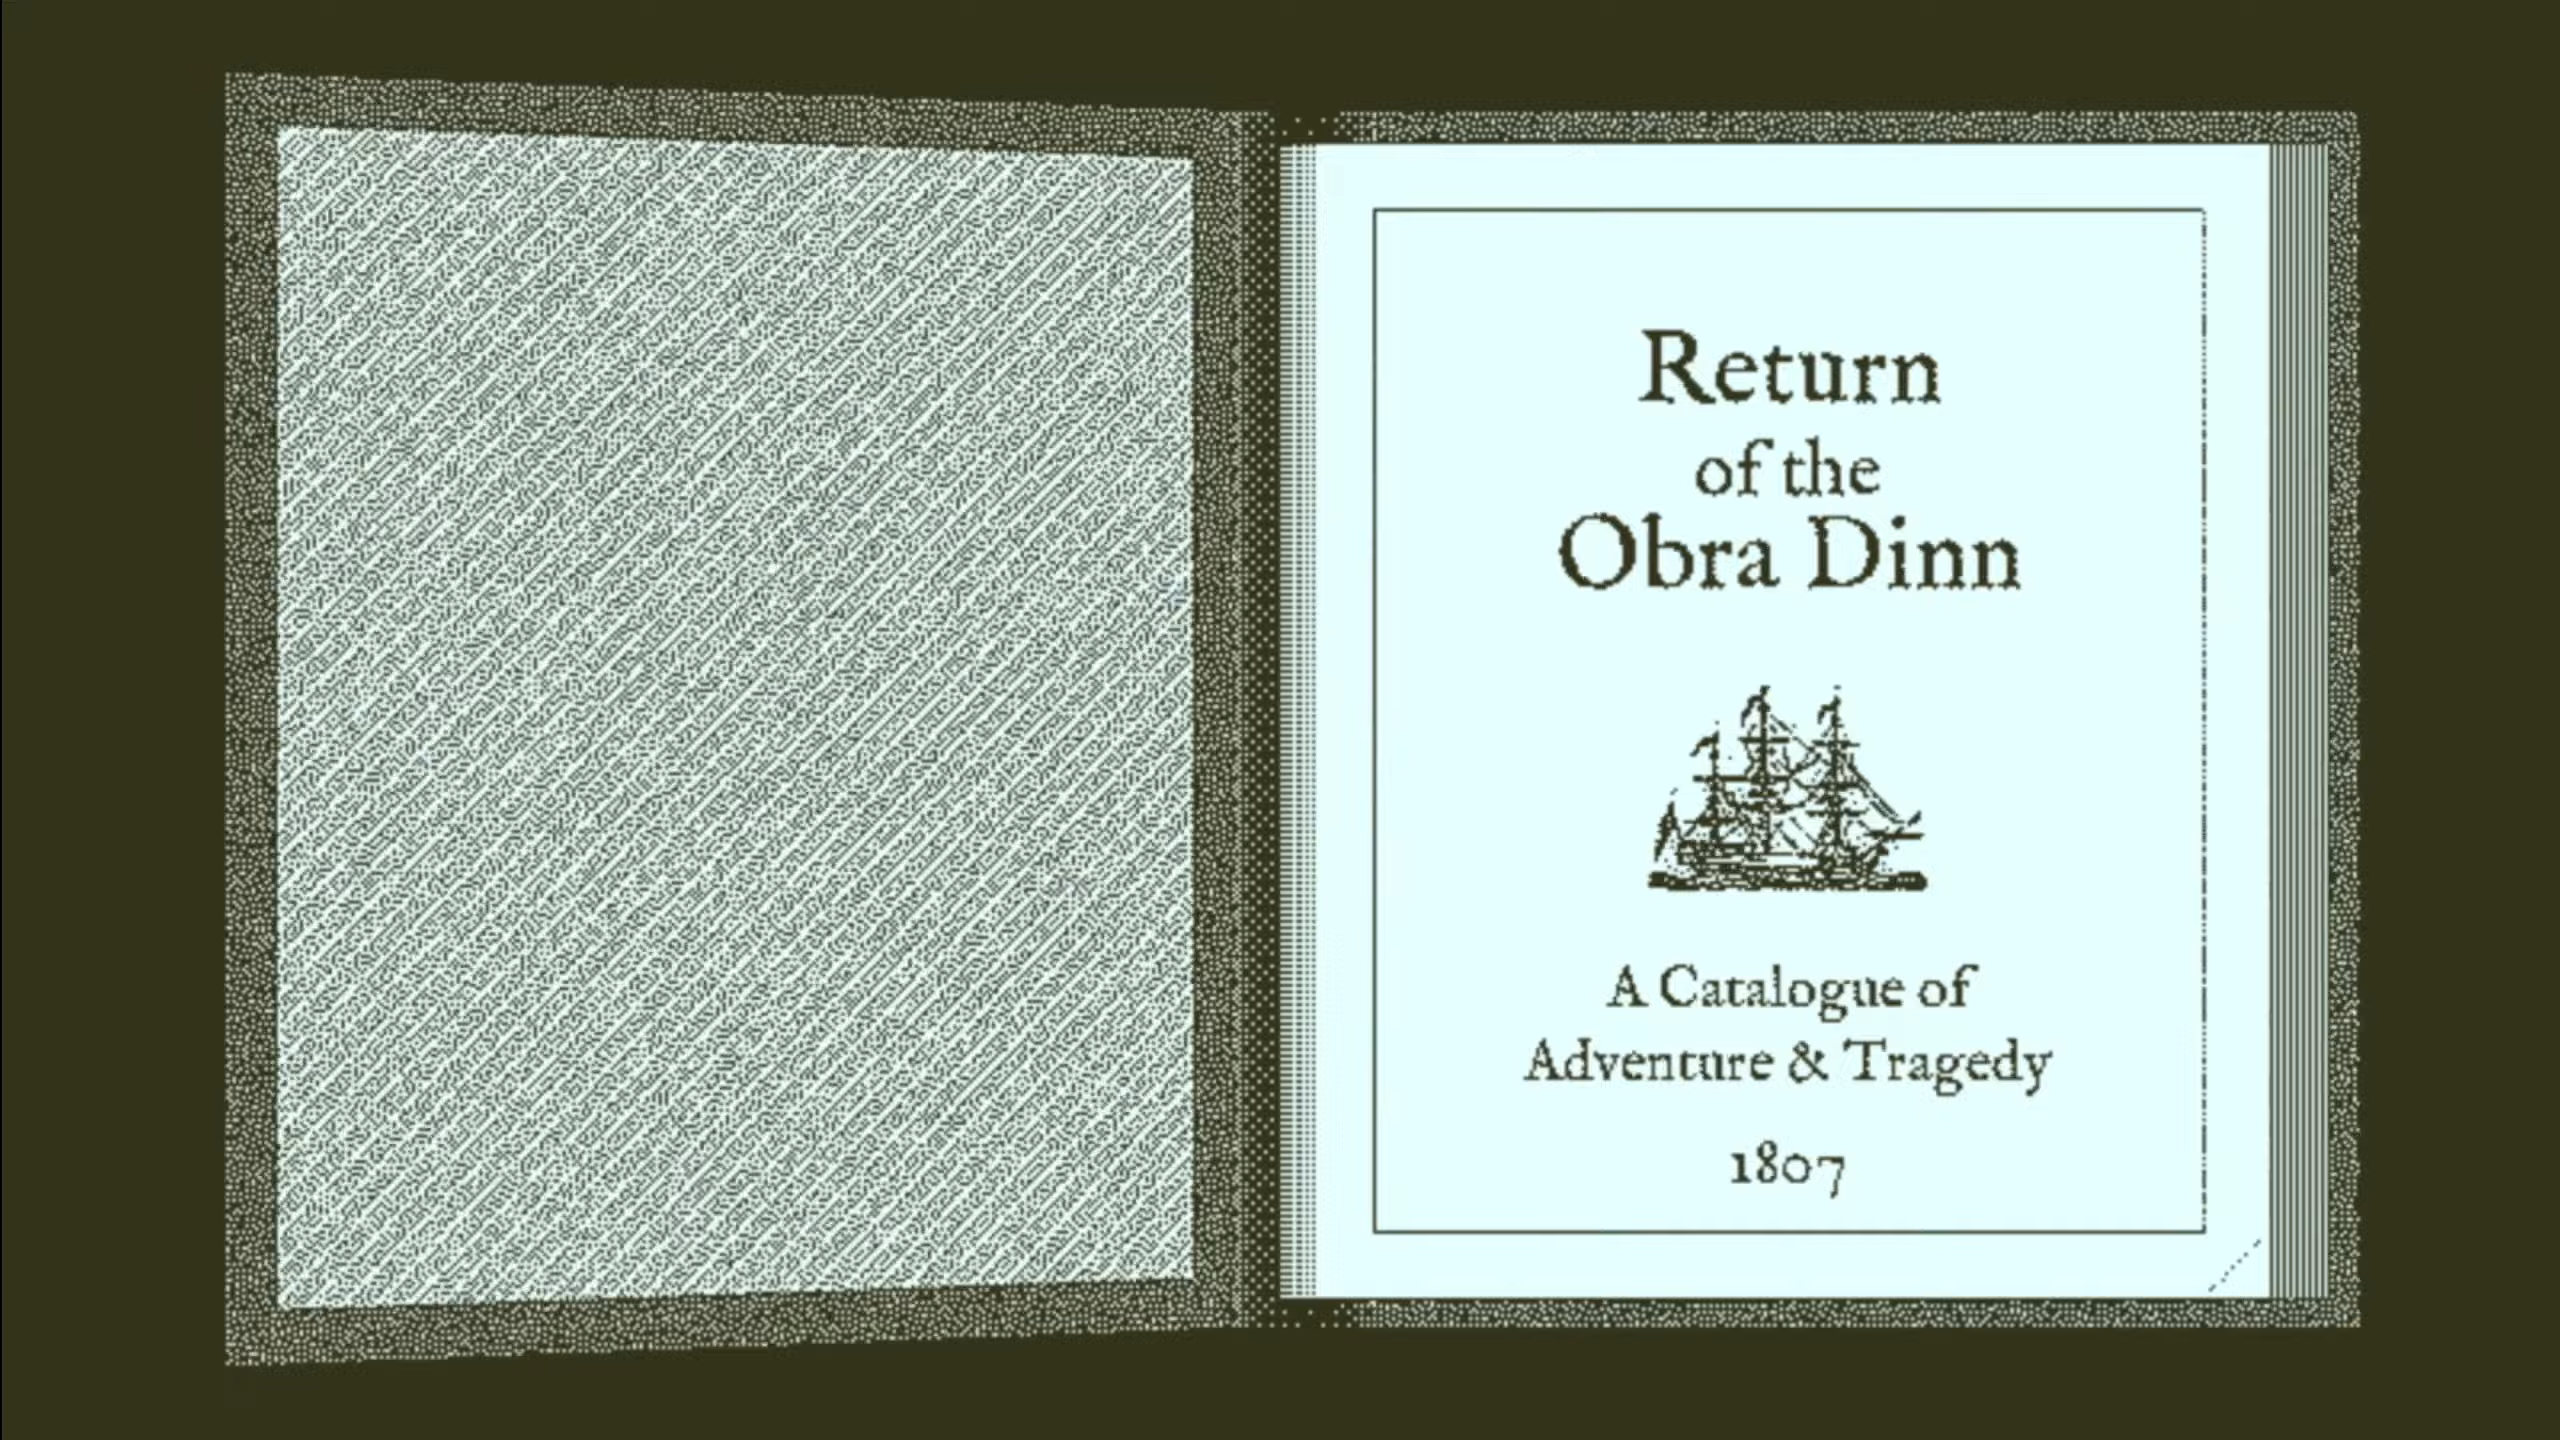 Return
of the
Obra Dinn
A Catalogue of
Adventure & Tragedy
1807